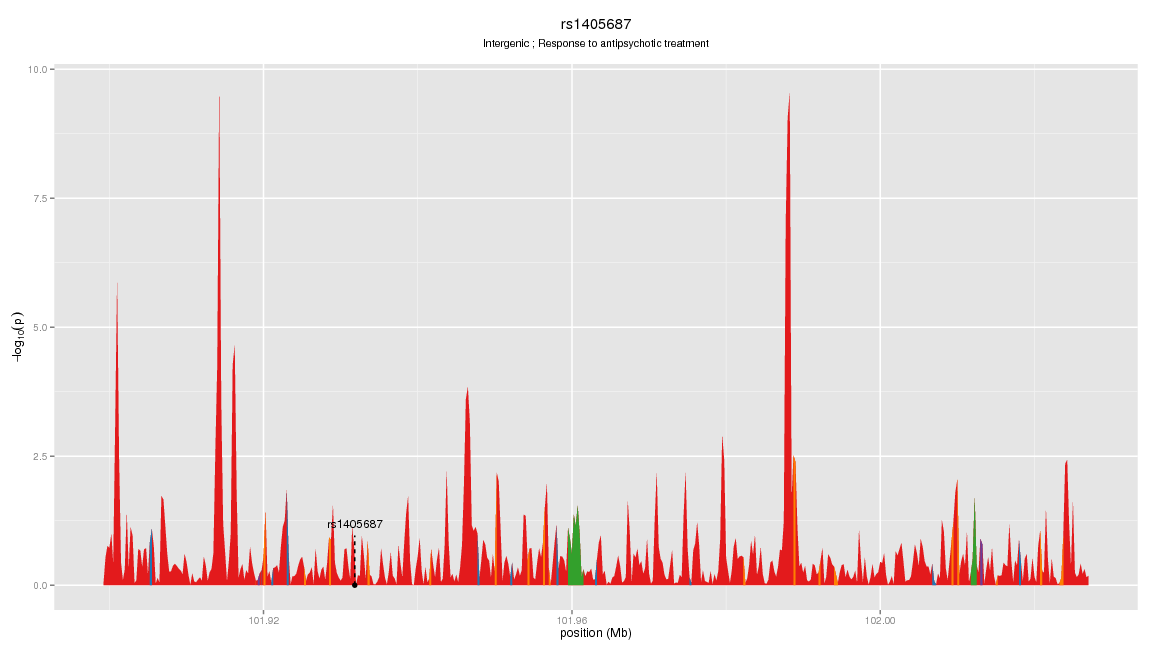 rs1405687
Intergenic ; Response to antipsychotic treatment
10.0
7.5
5.0
2.5
0.0
−log10(p)
rs1405687
101.92
101.96
102.00
position (Mb)